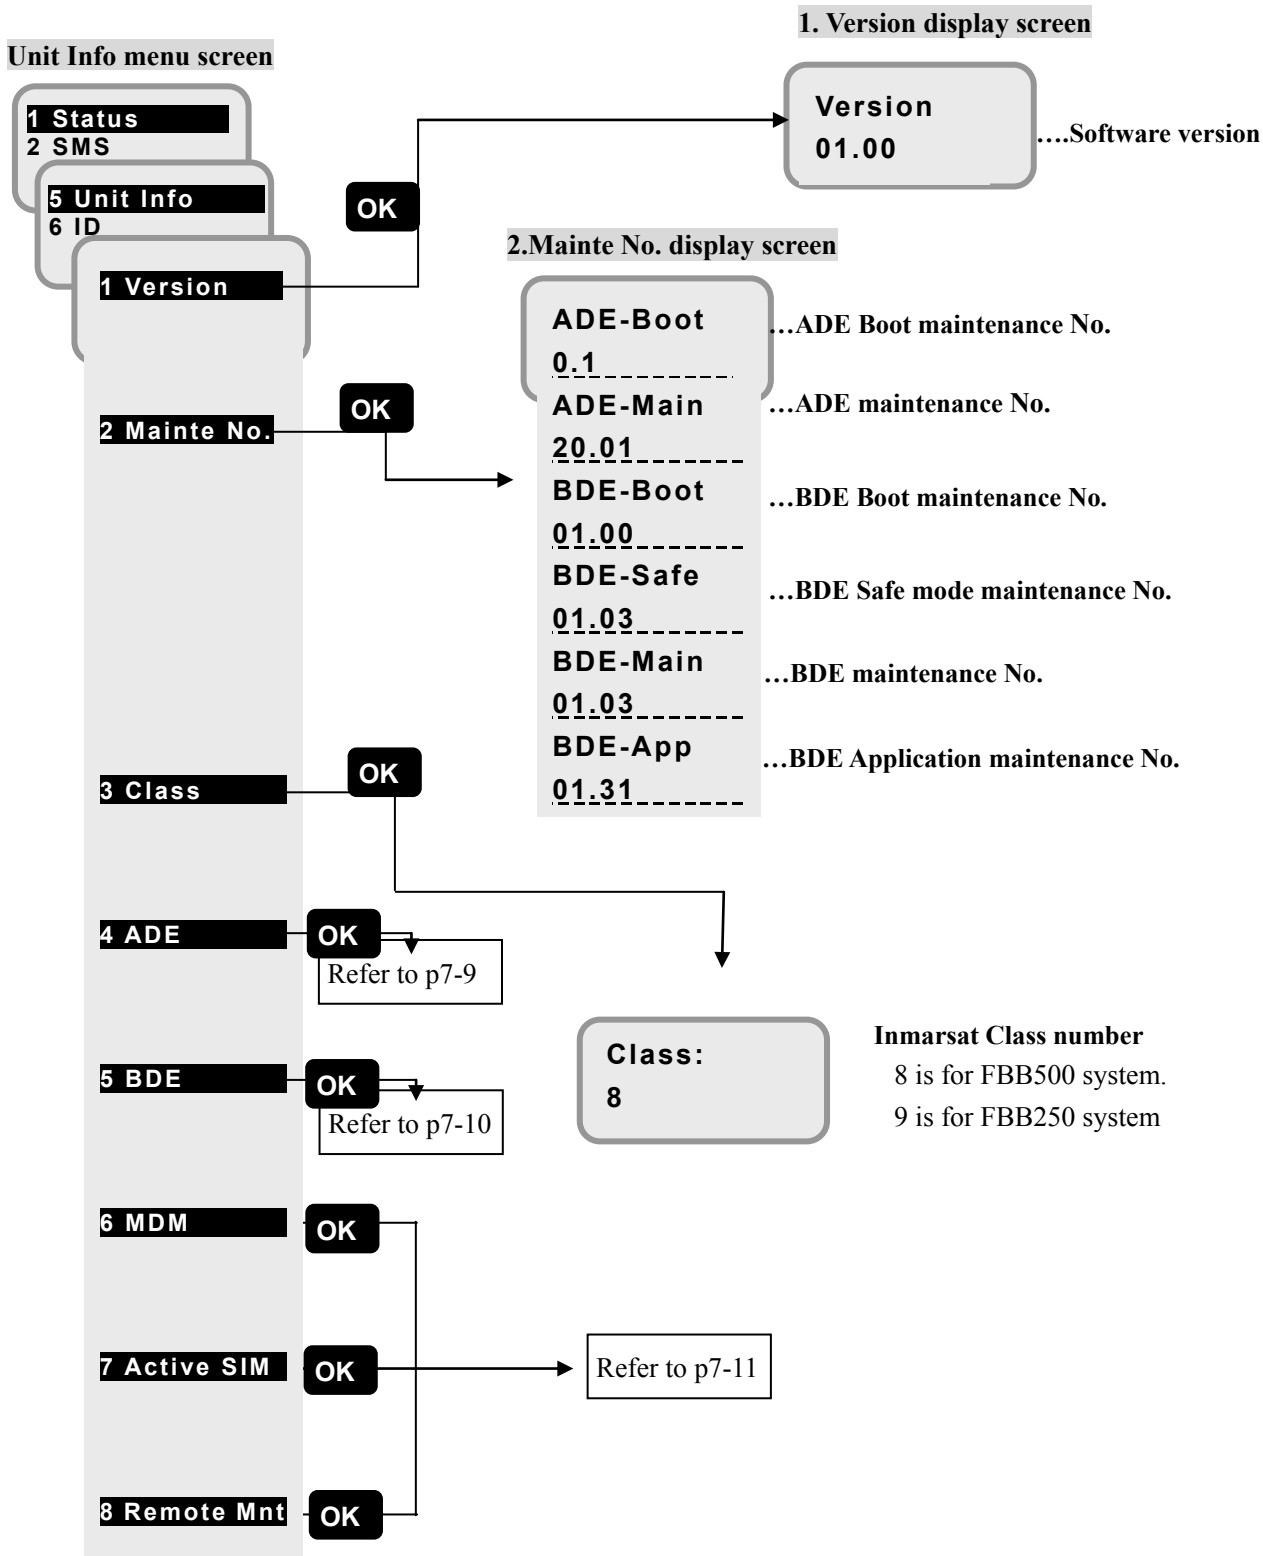 1. Version display screen
Unit Info menu screen
1 Status
2 SMS
5 Unit Info
6 ID
1 Version
OK
Version
01.00
….Software version
2.Mainte No. display screen
2 Mainte No.
OK
ADE-Boot
0.1
…ADE Boot maintenance No.
ADE-Main
20.01
…ADE maintenance No.
BDE-Boot
01.00
…BDE Boot maintenance No.
BDE-Safe
01.03
…BDE Safe mode maintenance No.
BDE-Main
01.03
…BDE maintenance No.
BDE-App
01.31
…BDE Application maintenance No.
3 Class
OK
4 ADE
OK
Refer to p7-9
Class:
8
Inmarsat Class number
8 is for FBB500 system.
9 is for FBB250 system
5 BDE
OK
Refer to p7-10
6 MDM
OK
7 Active SIM
OK
Refer to p7-11
8 Remote Mnt
OK